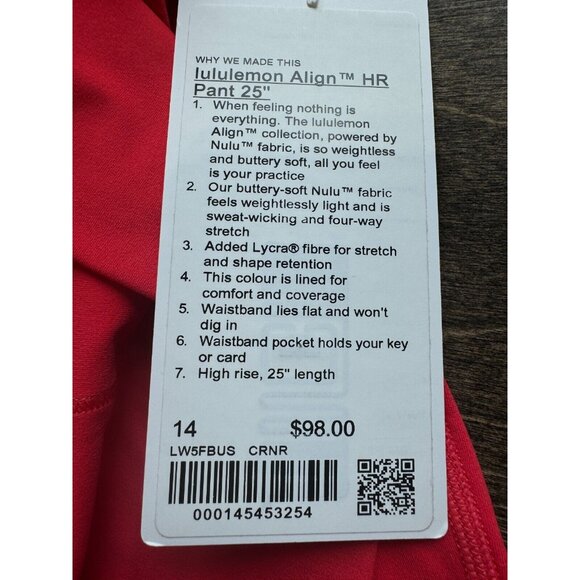 WHY WE MADE THIS
lululemon Align™ HR
Pant 25"
1. When feeling nothing is
everything. The lululemon
Align™ collection, powered by
Nulu™ fabric, is so weightless
and buttery soft, all you feel
is your practice
2. Our buttery-soft Nulu™ fabric
feels weightlessly light and is
sweat-wicking and four-way
stretch
3. Added Lycra® fibre for stretch
and shape retention
4. This colour is lined for
comfort and coverage
5. Waistband lies flat and won't
dig in
6. Waistband pocket holds your key
or card
7. High rise, 25" length
14 $98.00
LW5FBUS CRNR
000145453254